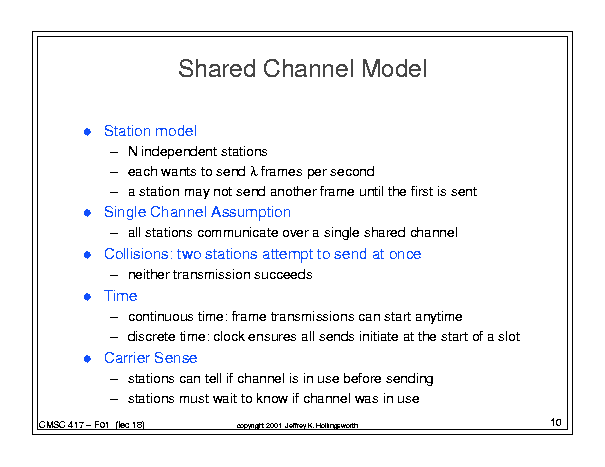 Shared Channel Model
● Station model
– N independent stations
– each wants to send λ frames per second
– a station may not send another frame until the first is sent
● Single Channel Assumption
– all stations communicate over a single shared channel
● Collisions: two stations attempt to send at once
– neither transmission succeeds
● Time
– continuous time: frame transmissions can start anytime
– discrete time: clock ensures all sends initiate at the start of a slot
● Carrier Sense
– stations can tell if channel is in use before sending
– stations must wait to know if channel was in use
CMSC 417 – F01 (lec 18) copyright 2001 Jeffrey K. Hollingsworth 10